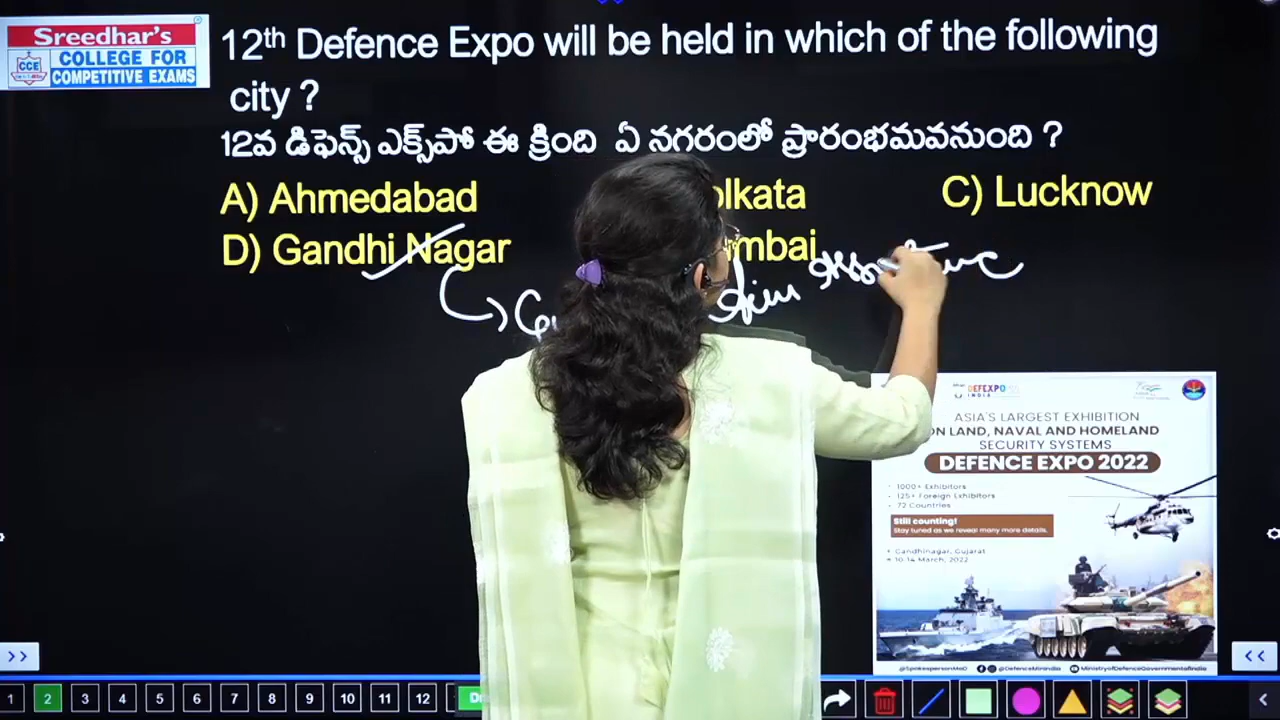 Sreedhar's
COLLEGE FOR
CCE
COMPETITIVE EXAMS
12th Defence Expo will be held in which of the following
city ?
12వ డిఫెన్స్ ఎక్స్‌పో ఈ క్రింది ఏ నగరంలో ప్రారంభమవనుంది ?
A) Ahmedabad
olkata
C) Lucknow
D) Gandhi Nagar
mbai
DEFEXPO
INDIA
ASIA'S LARGEST EXHIBITION
ON LAND, NAVAL AND HOMELAND
SECURITY SYSTEMS
DEFENCE EXPO 2022
1000+ Exhibitors
125+ Foreign Exhibitors
72 Countries
Still counting!
Stay tuned as we reveal many more details.
Gandhinagar, Gujarat
10-14 March, 2022
@SpokespersonMoD @DefenceMinIndia MinistryofDefenceGovernmentofIndia
>> <<
1 2 3 4 5 6 7 8 9 10 11 12